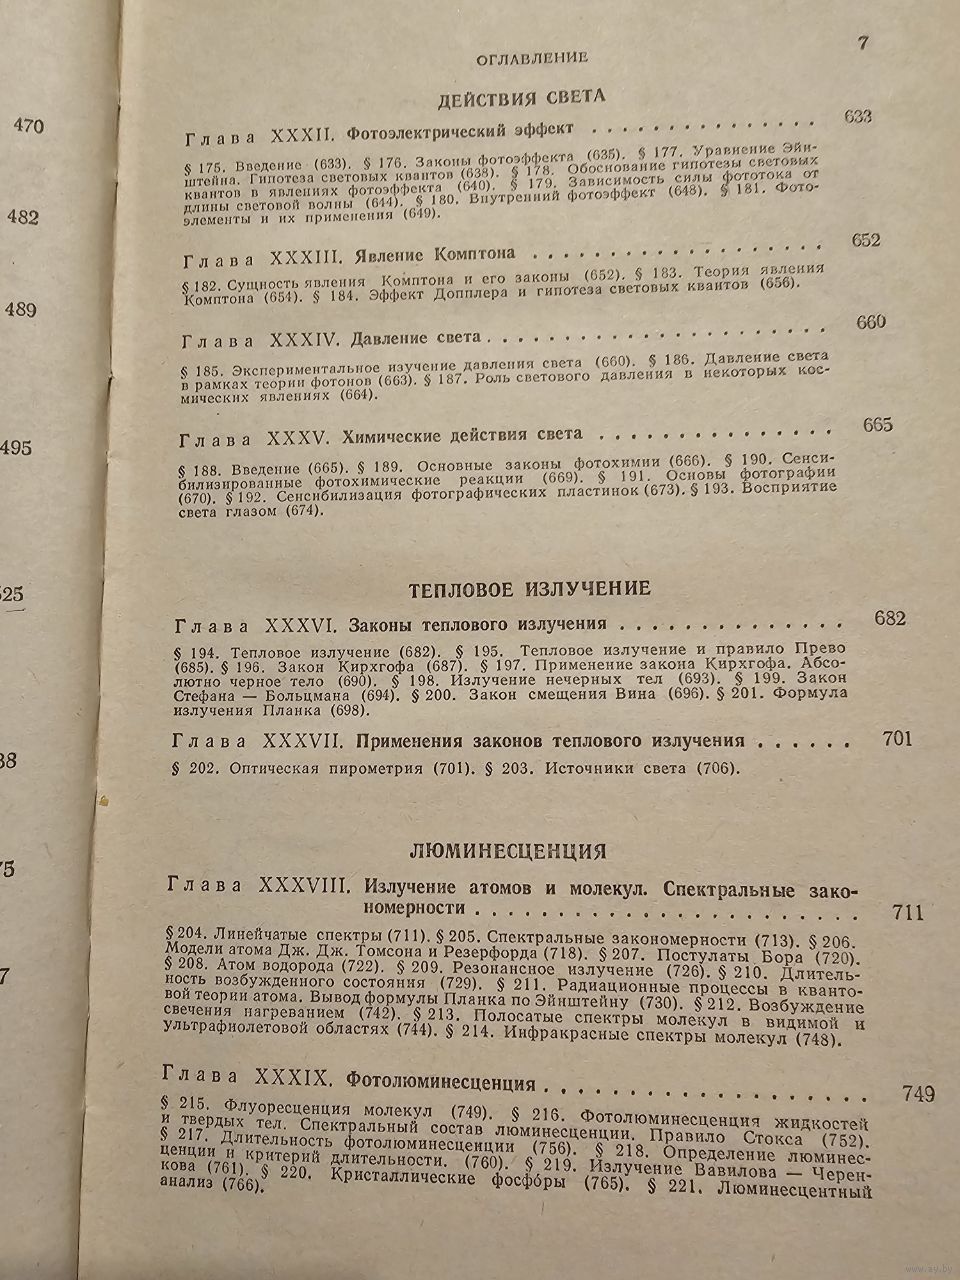 470
482
489
495
525
38
75
7
7
ОГЛАВЛЕНИЕ
ДЕЙСТВИЯ СВЕТА
Глава XXXII. Фотоэлектрический эффект . . . . . . . . . . . . . . 633
§ 175. Введение (633). § 176. Законы фотоэффекта (635). § 177. Уравнение Эйн-
штейна. Гипотеза световых квантов (638). § 178. Обоснование гипотезы световых
квантов в явлениях фотоэффекта (640). § 179. Зависимость силы фототока от
длины световой волны (644). § 180. Внутренний фотоэффект (648). § 181. Фото-
элементы и их применения (649).
Глава XXXIII. Явление Комптона . . . . . . . . . . . . . . . . . . 652
§ 182. Сущность явления Комптона и его законы (652). § 183. Теория явления
Комптона (654). § 184. Эффект Допплера и гипотеза световых квантов (656).
Глава XXXIV. Давление света . . . . . . . . . . . . . . . . . . . . 660
§ 185. Экспериментальное изучение давления света (660). § 186. Давление света
в рамках теории фотонов (663). § 187. Роль светового давления в некоторых кос-
мических явлениях (664).
Глава XXXV. Химические действия света . . . . . . . . . . . . . . 665
§ 188. Введение (665). § 189. Основные законы фотохимии (666). § 190. Сенси-
билизированные фотохимические реакции (669). § 191. Основы фотографии
(670). § 192. Сенсибилизация фотографических пластинок (673). § 193. Восприятие
света глазом (674).
ТЕПЛОВОЕ ИЗЛУЧЕНИЕ
Глава XXXVI. Законы теплового излучения . . . . . . . . . . . . . 682
§ 194. Тепловое излучение (682). § 195. Тепловое излучение и правило Прево
(685). § 196. Закон Кирхгофа (687). § 197. Применение закона Кирхгофа. Абсо-
лютно черное тело (690). § 198. Излучение нечерных тел (693). § 199. Закон
Стефана — Больцмана (694). § 200. Закон смещения Вина (696). § 201. Формула
излучения Планка (698).
Глава XXXVII. Применения законов теплового излучения . . . . . . 701
§ 202. Оптическая пирометрия (701). § 203. Источники света (706).
ЛЮМИНЕСЦЕНЦИЯ
Глава XXXVIII. Излучение атомов и молекул. Спектральные зако-
номерности . . . . . . . . . . . . . . . . . . . . . . . 711
§ 204. Линейчатые спектры (711). § 205. Спектральные закономерности (713). § 206.
Модели атома Дж. Дж. Томсона и Резерфорда (718). § 207. Постулаты Бора (720).
§ 208. Атом водорода (722). § 209. Резонансное излучение (726). § 210. Длитель-
ность возбужденного состояния (729). § 211. Радиационные процессы в кванто-
вой теории атома. Вывод формулы Планка по Эйнштейну (730). § 212. Возбуждение
свечения нагреванием (742). § 213. Полосатые спектры молекул в видимой и
ультрафиолетовой областях (744). § 214. Инфракрасные спектры молекул (748).
Глава XXXIX. Фотолюминесценция . . . . . . . . . . . . . . . . . . 749
§ 215. Флуоресценция молекул (749). § 216. Фотолюминесценция жидкостей
и твердых тел. Спектральный состав люминесценции. Правило Стокса (752).
§ 217. Длительность фотолюминесценции (756). § 218. Определение люминес-
ценции и критерий длительности. (760). § 219. Излучение Вавилова — Черен-
кова (761). § 220. Кристаллические фосфоры (765). § 221. Люминесцентный
анализ (766).
www.ay.by